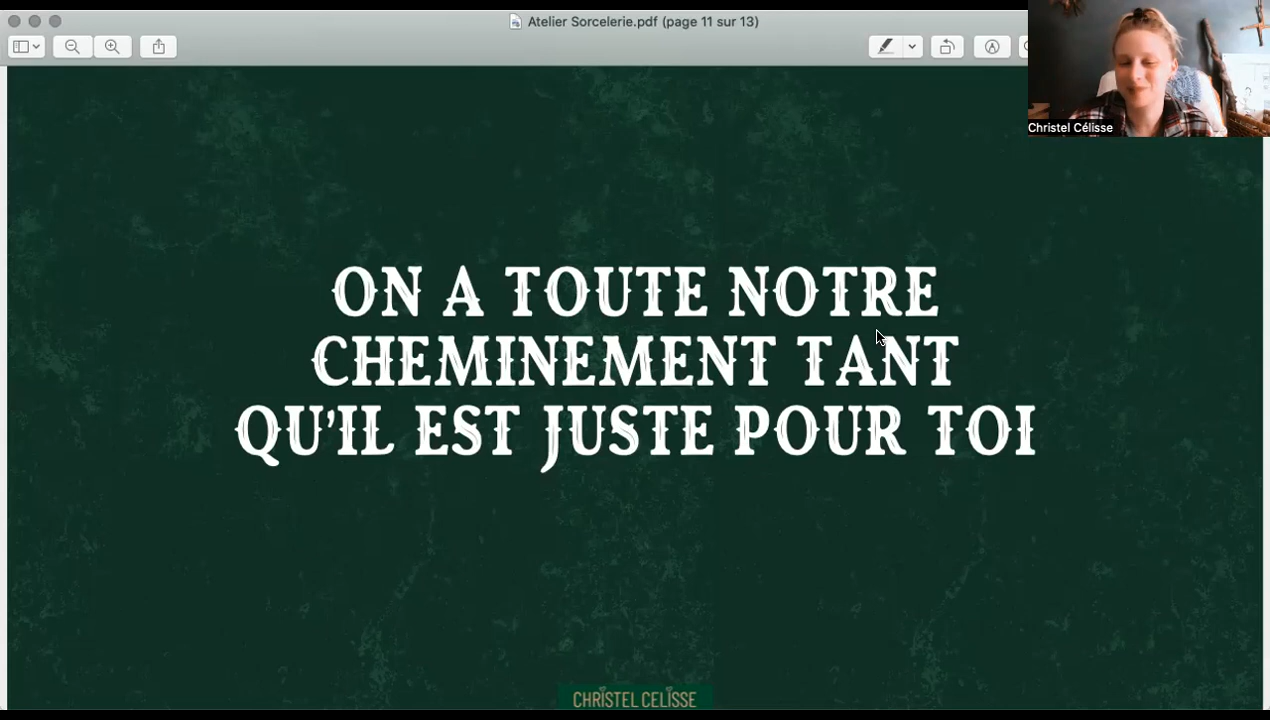 Atelier Sorcelerie.pdf (page 11 sur 13)
Christel Célisse
ON A TOUTE NOTRE
CHEMINEMENT TANT
QU'IL EST JUSTE POUR TOI
CHRISTEL CELISSE